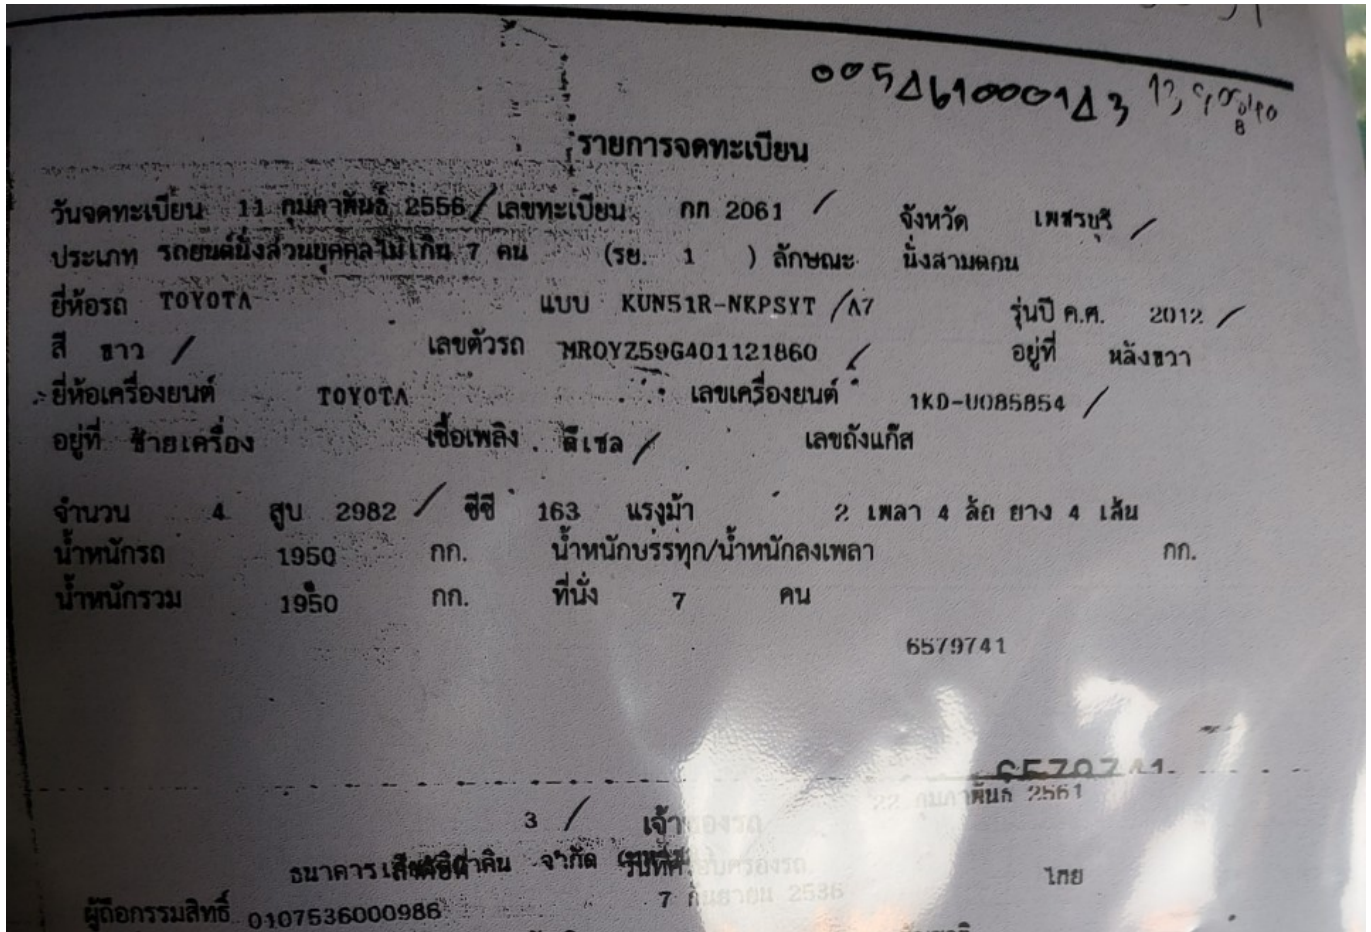 005461000143
รายการจดทะเบียน
วันจดทะเบียน 11 กุมภาพันธ์ 2556 / เลขทะเบียน กก 2061 / จังหวัด เพชรบุรี /
ประเภท รถยนต์นั่งส่วนบุคคลไม่เกิน 7 คน (รย. 1 ) ลักษณะ นั่งสามตอน
ยี่ห้อรถ TOYOTA แบบ KUN51R-NKPSYT /A7 รุ่นปี ค.ศ. 2012 /
สี ขาว / เลขตัวรถ MROYZ59G401121860 / อยู่ที่ หลังขวา
ยี่ห้อเครื่องยนต์ TOYOTA เลขเครื่องยนต์ 1KD-U085854 /
อยู่ที่ ซ้ายเครื่อง เชื้อเพลิง ดีเซล / เลขถังแก๊ส
จำนวน 4 สูบ 2982 / ซีซี 163 แรงม้า 2 เพลา 4 ล้อ ยาง 4 เส้น
น้ำหนักรถ 1950 กก. น้ำหนักบรรทุก/น้ำหนักลงเพลา กก.
น้ำหนักรวม 1950 กก. ที่นั่ง 7 คน
6579741
6579741
22 กุมภาพันธ์ 2561
3 / เจ้าของรถ
ธนาคาร จำกัด ไทย
ผู้ถือกรรมสิทธิ์ 0107536000986 7 กันยายน 2536